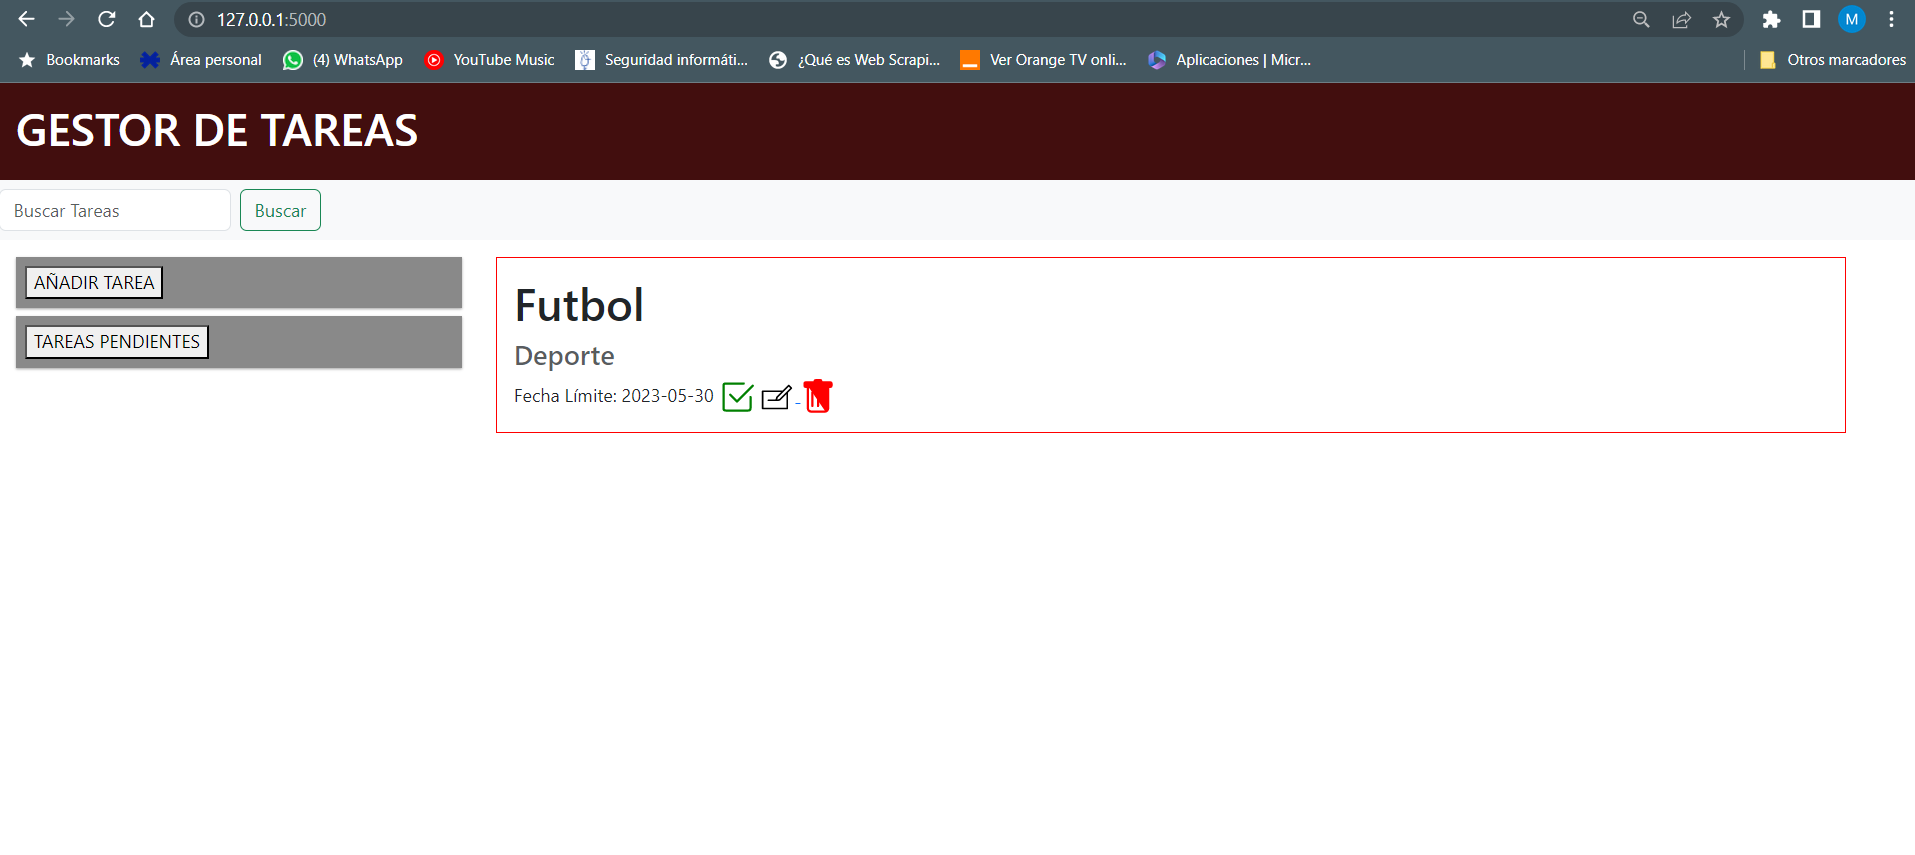 127.0.0.1:5000
M
Bookmarks Área personal (4) WhatsApp YouTube Music Seguridad informáti... ¿Qué es Web Scrapi... Ver Orange TV onli... Aplicaciones | Micr... Otros marcadores
GESTOR DE TAREAS
Buscar Tareas Buscar
AÑADIR TAREA
TAREAS PENDIENTES
Futbol
Deporte
Fecha Límite: 2023-05-30